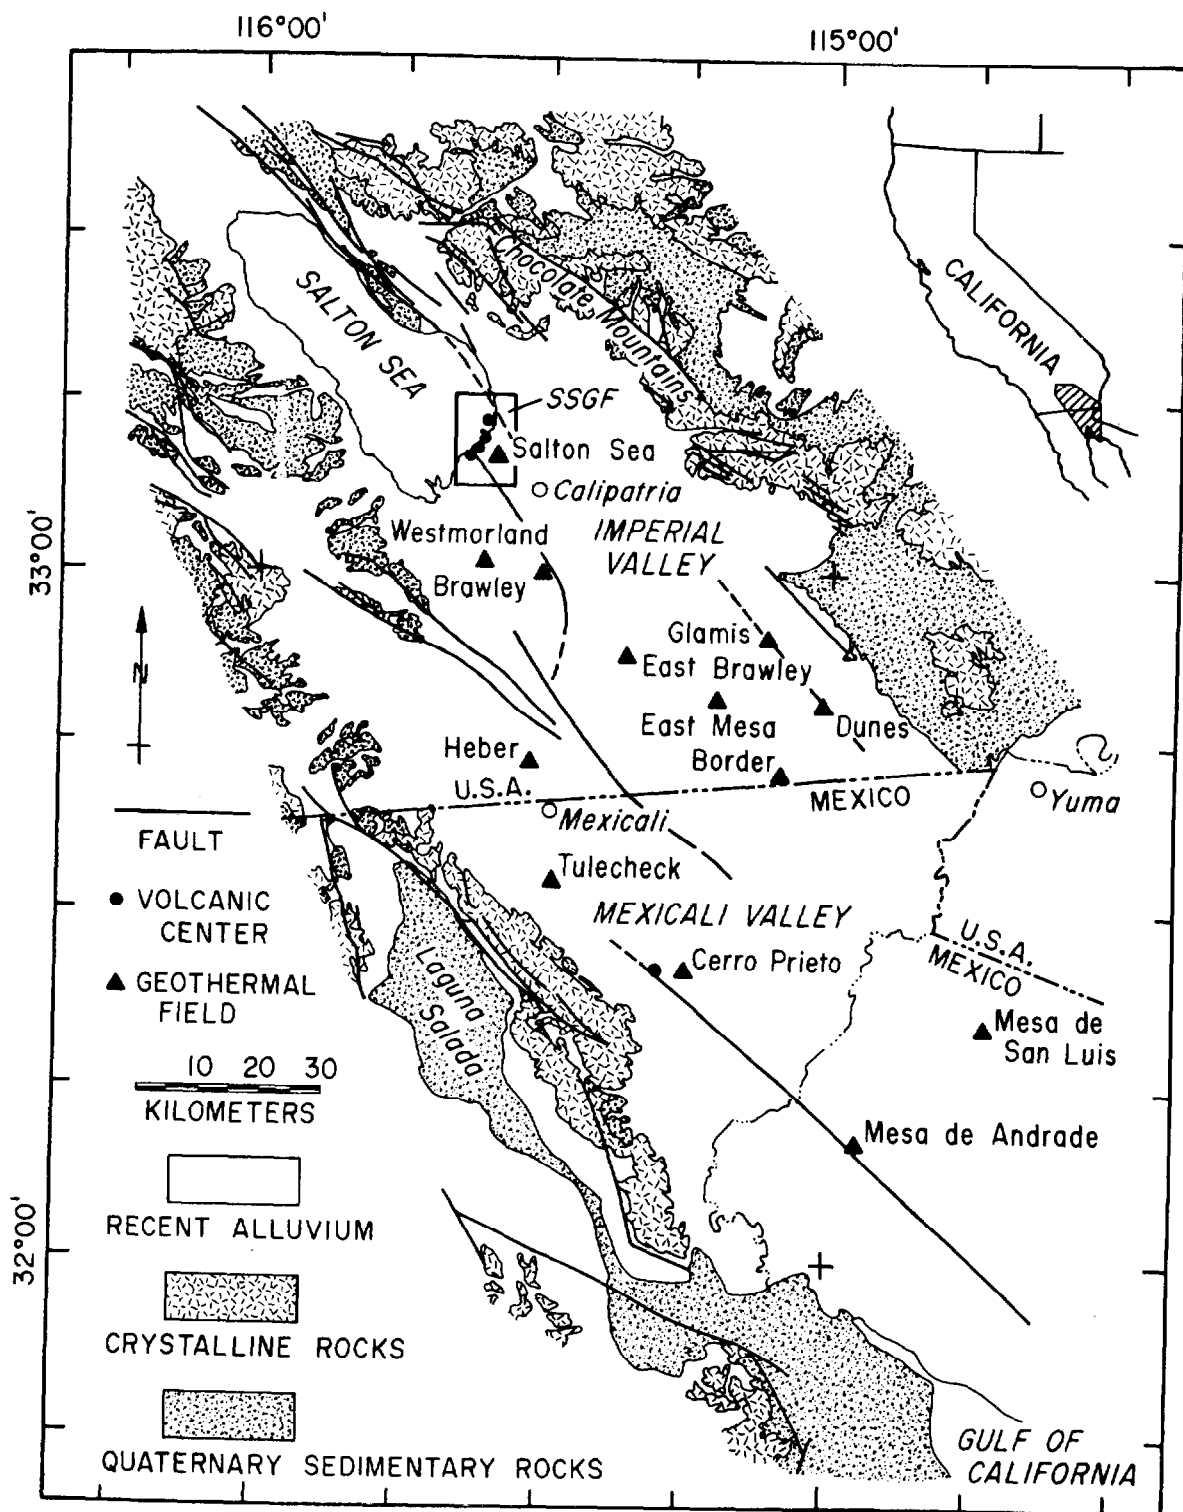 116°00'
115°00'
CALIFORNIA
Chocolate Mountains
SALTON SEA
SSGF
Salton Sea
Calipatria
Westmorland
IMPERIAL
VALLEY
33°00'
Brawley
Glamis
East Brawley
N
East Mesa
Dunes
Heber
Border
U.S.A.
MEXICO
Yuma
Mexicali
FAULT
Tulecheck
VOLCANIC
CENTER
MEXICALI VALLEY
U.S.A.
MEXICO
Cerro Prieto
Laguna
Salada
GEOTHERMAL
FIELD
Mesa de
San Luis
10 20 30
KILOMETERS
Mesa de Andrade
RECENT ALLUVIUM
32°00'
CRYSTALLINE ROCKS
QUATERNARY SEDIMENTARY ROCKS
GULF OF
CALIFORNIA